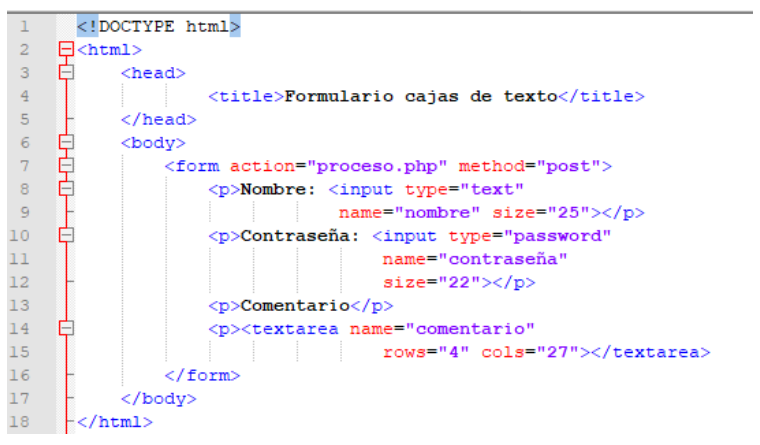 1 <!DOCTYPE html>
2 <html>
3 <head>
4 <title>Formulario cajas de texto</title>
5 </head>
6 <body>
7 <form action="proceso.php" method="post">
8 <p>Nombre: <input type="text"
9 name="nombre" size="25"></p>
10 <p>Contraseña: <input type="password"
11 name="contraseña"
12 size="22"></p>
13 <p>Comentario</p>
14 <p><textarea name="comentario"
15 rows="4" cols="27"></textarea>
16 </form>
17 </body>
18 </html>